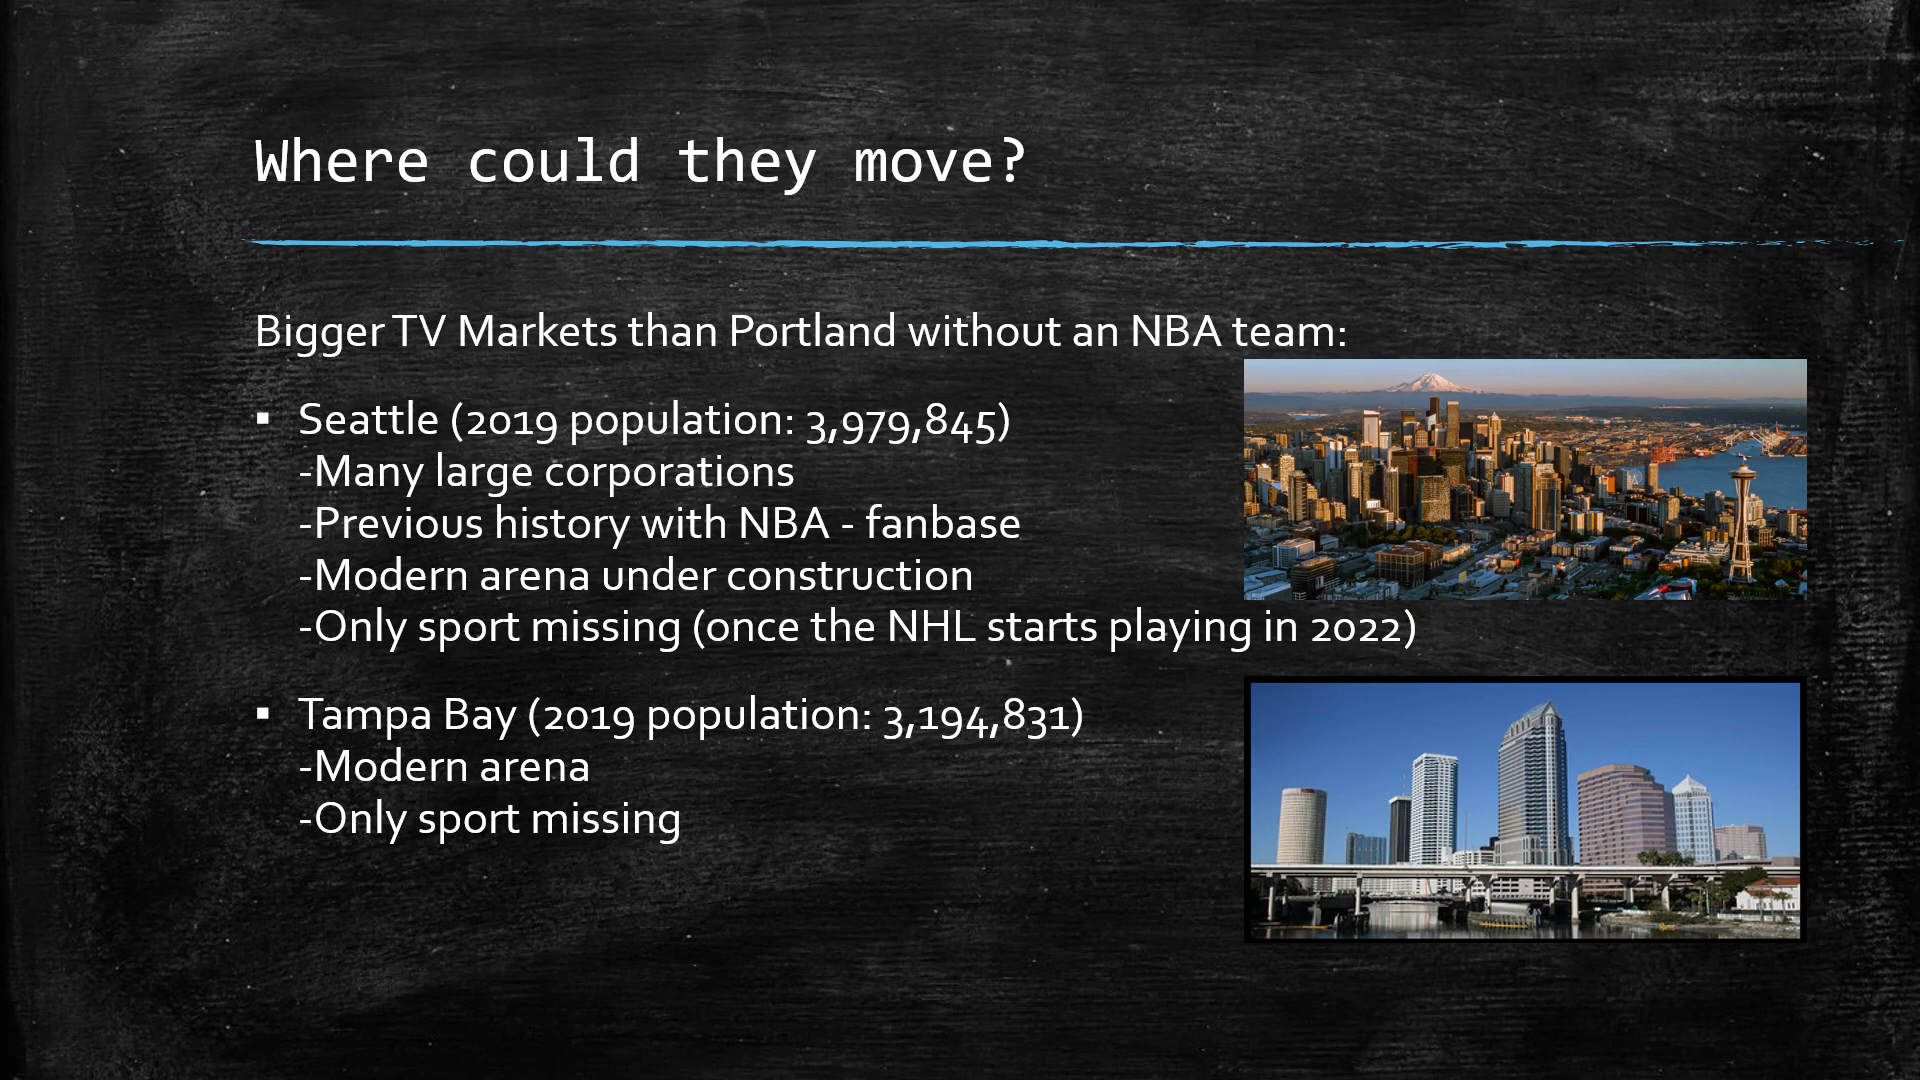 Where could they move?
Bigger TV Markets than Portland without an NBA team:
▪ Seattle (2019 population: 3,979,845)
-Many large corporations
-Previous history with NBA - fanbase
-Modern arena under construction
-Only sport missing (once the NHL starts playing in 2022)
▪ Tampa Bay (2019 population: 3,194,831)
-Modern arena
-Only sport missing